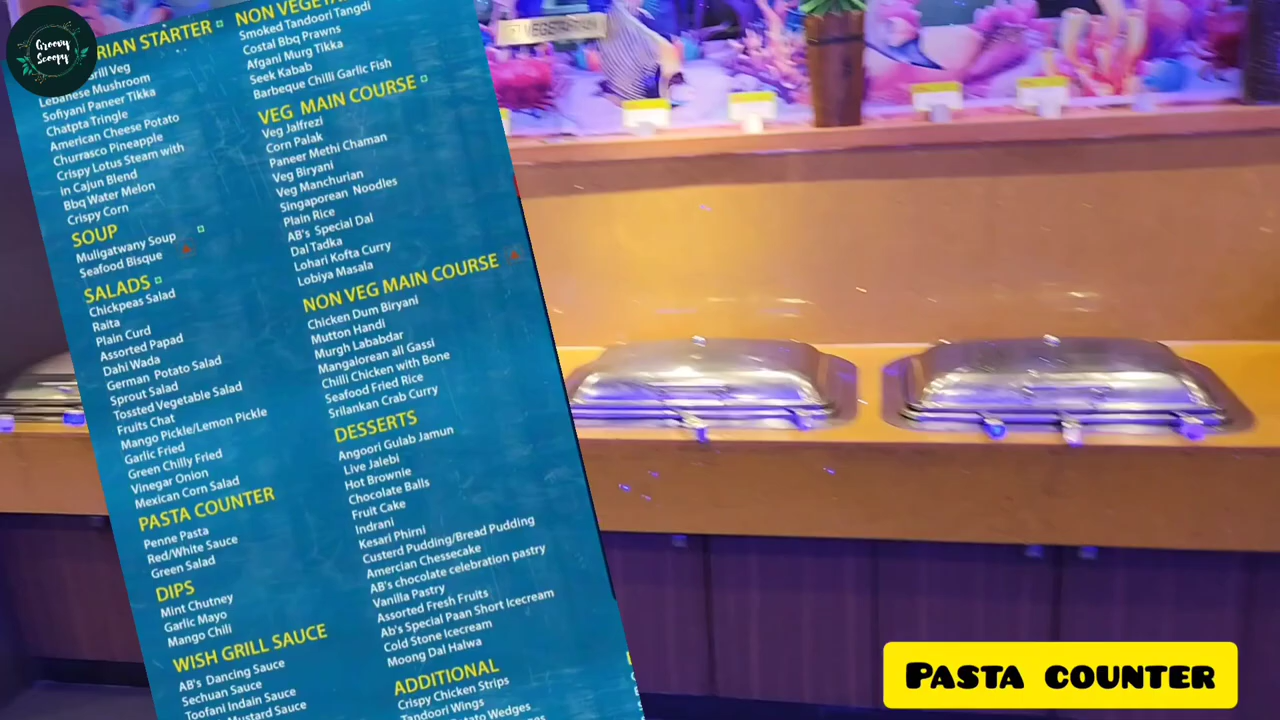 Groovy
Scoopy
RIAN STARTER
rill Veg
Lebanese Mushroom
Sofiyani Paneer Tikka
Chatpta Tringle
American Cheese Potato
Churrasco Pineapple
Crispy Lotus Steam with
in Cajun Blend
Bbq Water Melon
Crispy Corn
SOUP
Mullgatwany Soup
Seafood Bisque
SALADS
Chickpeas Salad
Raita
Plain Curd
Assorted Papad
Dahi Wada
German Potato Salad
Sprout Salad
Tossted Vegetable Salad
Fruits Chat
Mango Pickle/Lemon Pickle
Garlic Fried
Green Chilly Fried
Vinegar Onion
Mexican Corn Salad
PASTA COUNTER
Penne Pasta
Red/White Sauce
Green Salad
DIPS
Mint Chutney
Garlic Mayo
Mango Chili
WISH GRILL SAUCE
AB's Dancing Sauce
Sechuan Sauce
Toofani Indain Sauce
Mustard Sauce
NON VEGETA
Smoked Tandoori Tangdi
Costal Bbq Prawns
Afganl Murg Tikka
Seek Kabab
Barbeque Chilli Garlic Fish
VEG MAIN COURSE
Veg Jalfrezi
Corn Palak
Paneer Methi Chaman
Veg Biryani
Veg Manchurian
Singaporean Noodles
Plain Rice
AB's Special Dal
Dal Tadka
Lohari Kofta Curry
Lobiya Masala
NON VEG MAIN COURSE
Chicken Dum Biryani
Mutton Handi
Murgh Lababdar
Mangalorean all Gassi
Chilli Chicken with Bone
Seafood Fried Rice
Srilankan Crab Curry
DESSERTS
Angoori Gulab Jamun
Live Jalebi
Hot Brownie
Chocolate Balls
Fruit Cake
Indrani
Kesari Phirni
Custerd Pudding/Bread Pudding
Amercian Chessecake
AB's chocolate celebration pastry
Vanilla Pastry
Assorted Fresh Fruits
Ab's Special Paan Short Icecream
Cold Stone Icecream
Moong Dal Halwa
ADDITIONAL
Crispy Chicken Strips
Tandoori Wings
Potato Wedges
VEGETARIAN
PASTA COUNTER